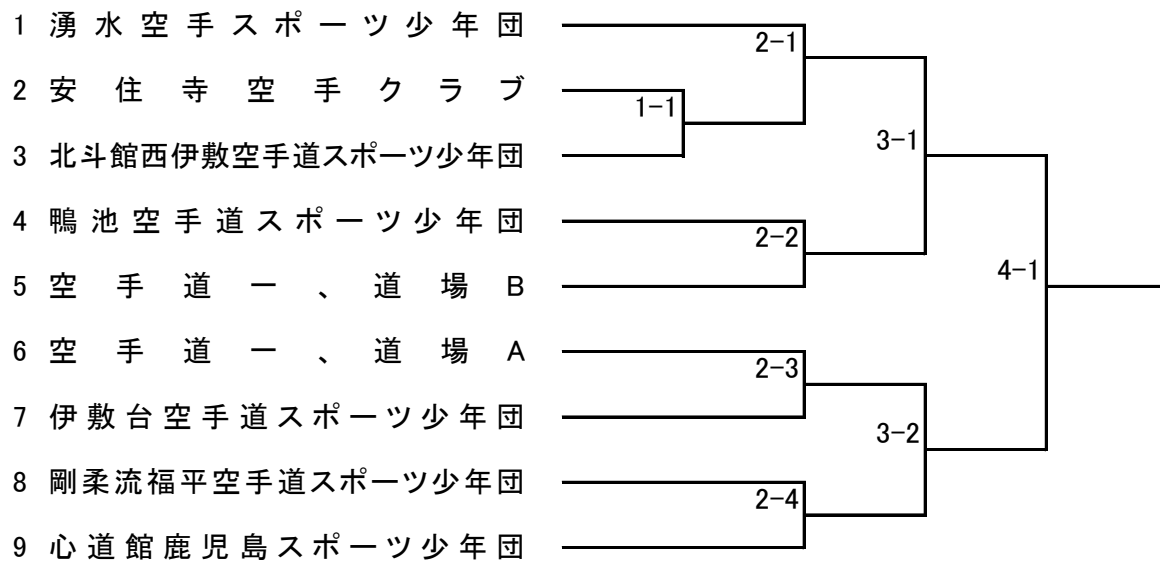 1 湧水空手スポーツ少年団
2-1
2 安住寺空手クラブ
1-1
3 北斗館西伊敷空手道スポーツ少年団
3-1
4 鴨池空手道スポーツ少年団
2-2
5 空手道一、道場B
4-1
6 空手道一、道場A
2-3
7 伊敷台空手道スポーツ少年団
3-2
8 剛柔流福平空手道スポーツ少年団
2-4
9 心道館鹿児島スポーツ少年団